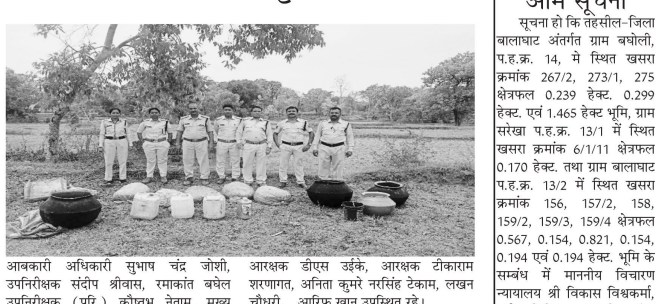 आम सूचना
आबकारी अधिकारी सुभाष चंद्र जोशी,
उपनिरीक्षक संदीप श्रीवास, रमाकांत बघेल
उपनिरीक्षक (परि.) कौतुभ नेताम, मुख्य
आरक्षक डीएस उईके, आरक्षक टीकाराम
शरणागत, अनिता कुमरे नरसिंह टेकाम, लखन
चौधरी, आरिफ खान उपस्थित रहे।
सूचना हो कि तहसील-जिला
बालाघाट अंतर्गत ग्राम बघोली,
प.ह.क्र. 14, मे स्थित खसरा
क्रमांक 267/2, 273/1, 275
क्षेत्रफल 0.239 हेक्ट. 0.299
हेक्ट. एवं 1.465 हेक्ट भूमि, ग्राम
सरेखा प.ह.क्र. 13/1 में स्थित
खसरा क्रमांक 6/1/11 क्षेत्रफल
0.170 हेक्ट. तथा ग्राम बालाघाट
प.ह.क्र. 13/2 में स्थित खसरा
क्रमांक 156, 157/2, 158,
159/2, 159/3, 159/4 क्षेत्रफल
0.567, 0.154, 0.821, 0.154,
0.194 एवं 0.194 हेक्ट. भूमि के
सम्बंध में माननीय विचारण
न्यायालय श्री विकास विश्वकर्मा,